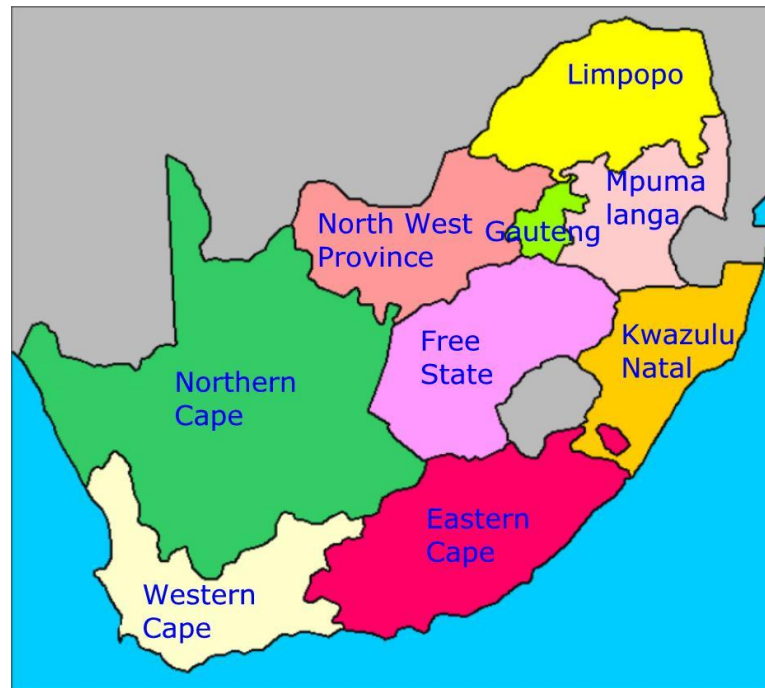 Limpopo
Mpuma
langa
North West
Province
Gauteng
Free
State
Kwazulu
Natal
Northern
Cape
Eastern
Cape
Western
Cape